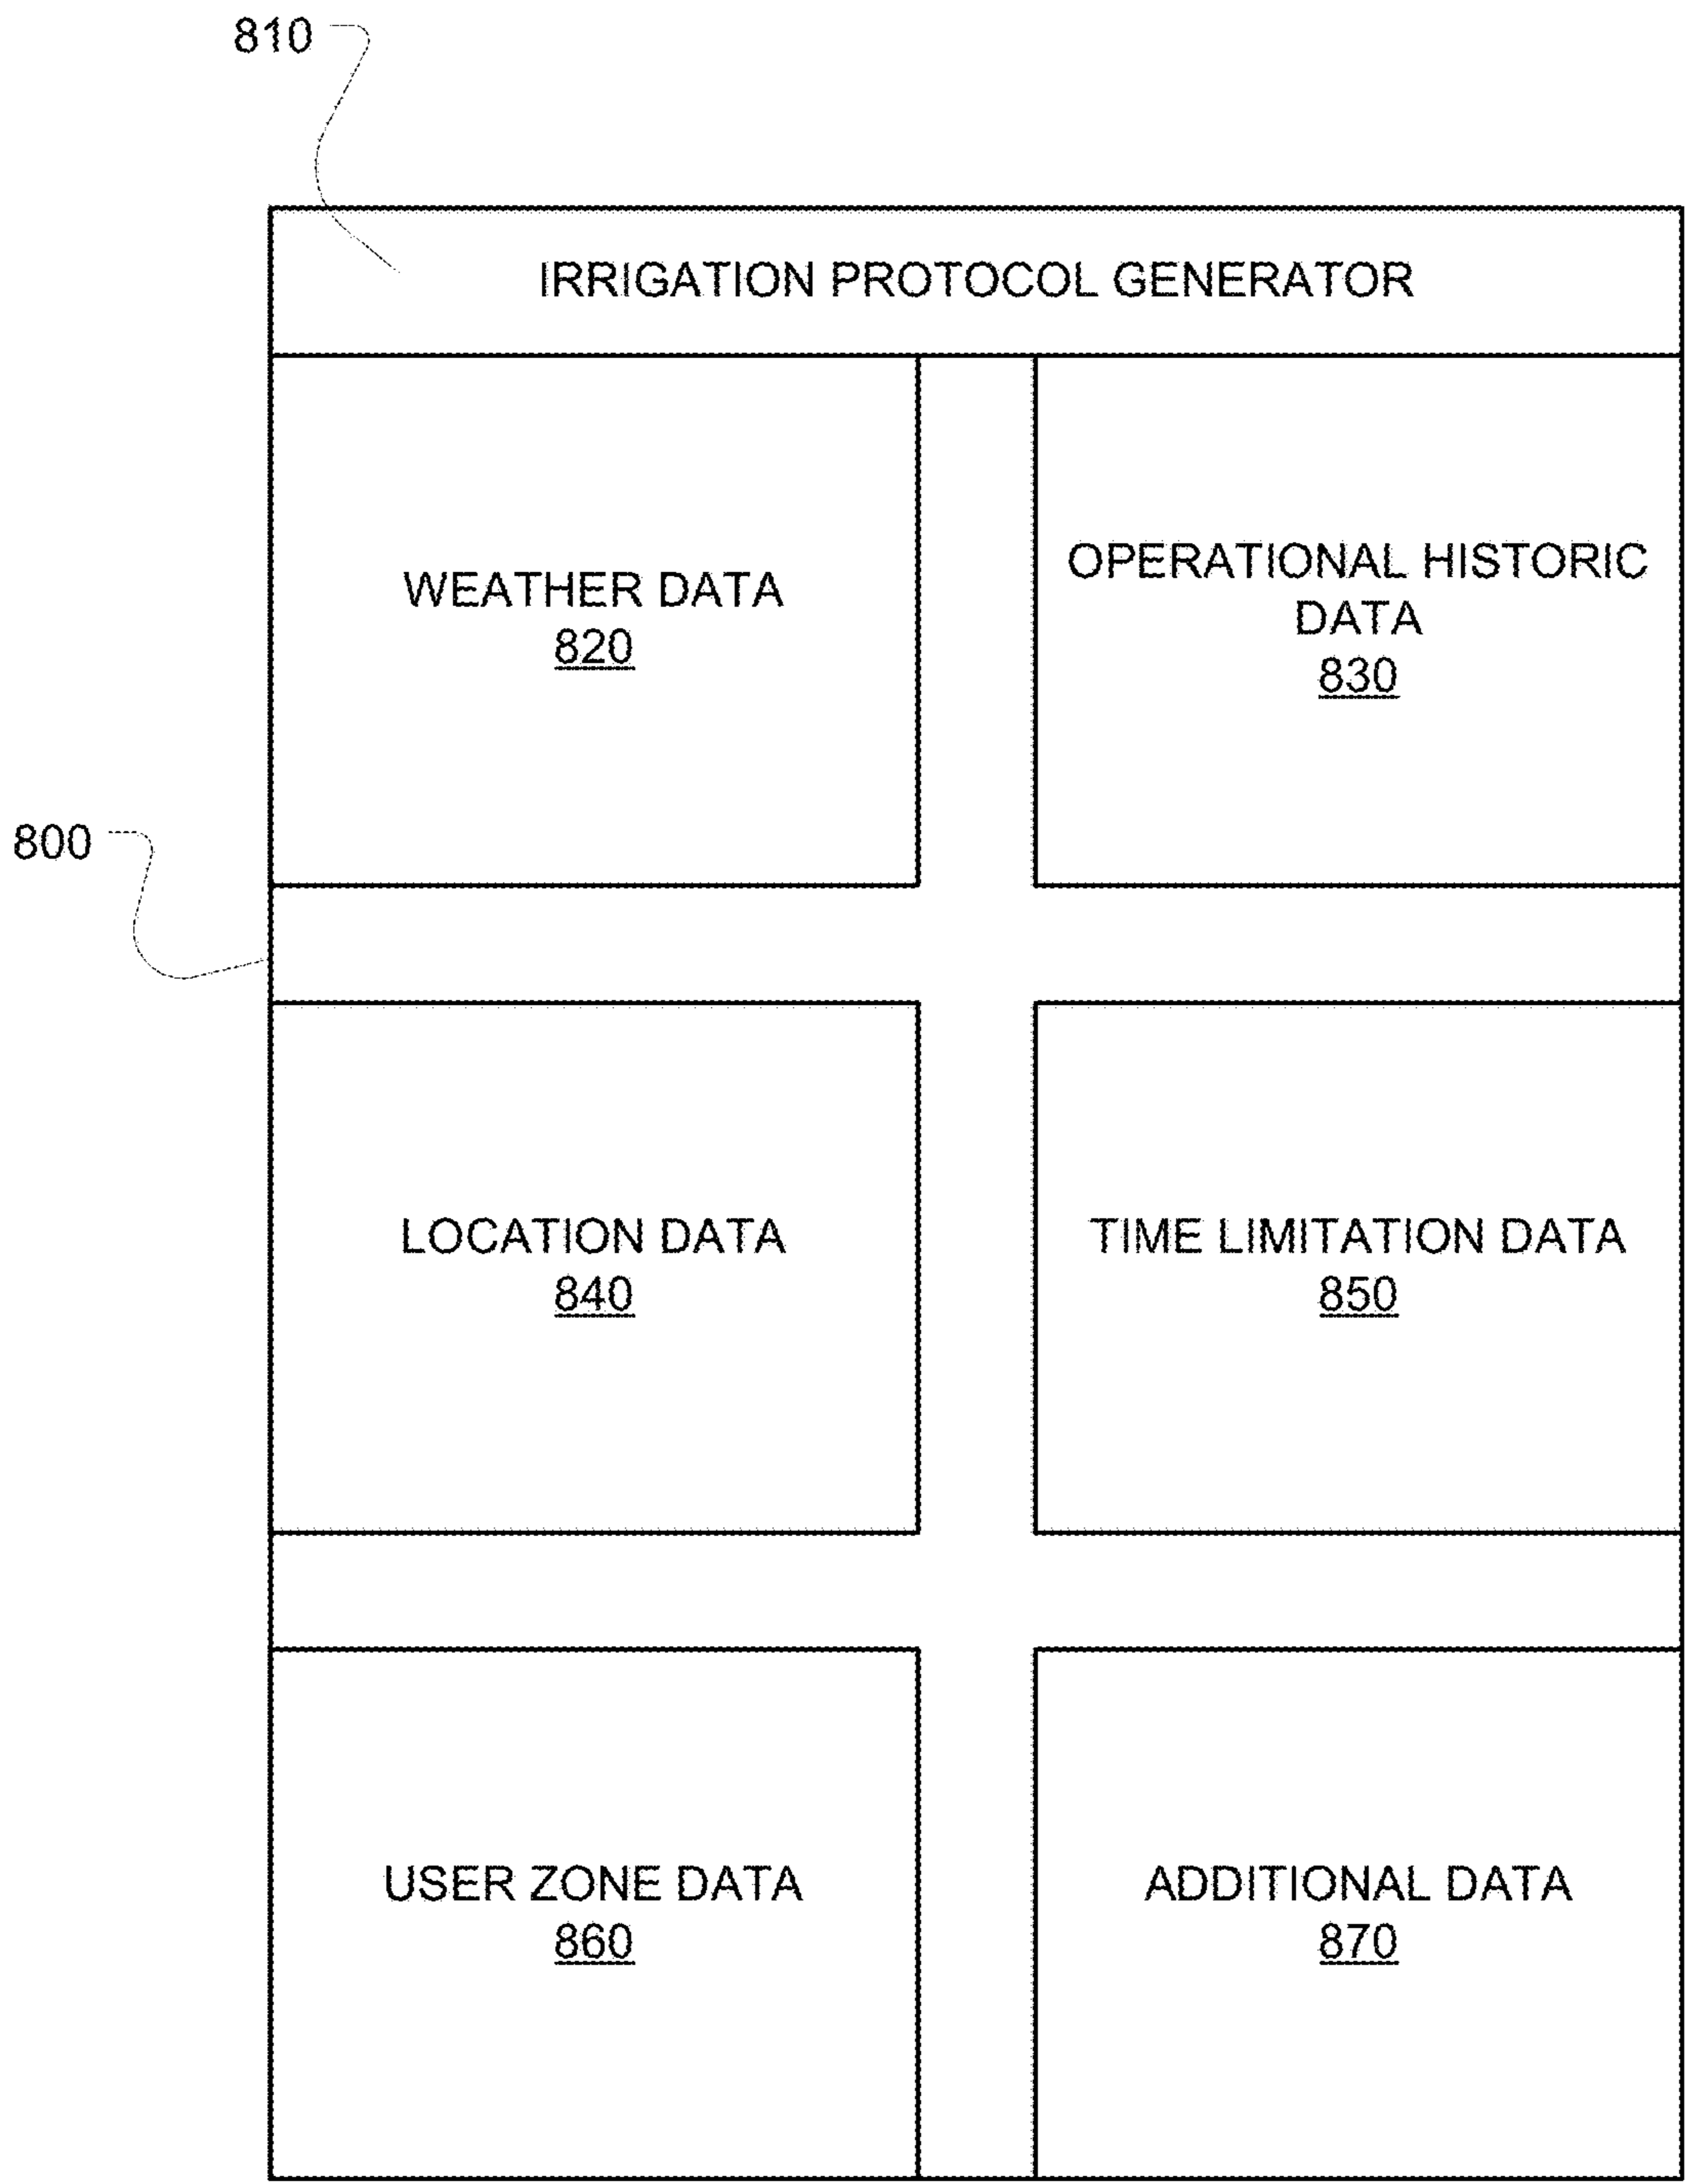 810
IRRIGATION PROTOCOL GENERATOR
WEATHER DATA
820
OPERATIONAL HISTORIC
DATA
830
800
LOCATION DATA
840
TIME LIMITATION DATA
850
USER ZONE DATA
860
ADDITIONAL DATA
870